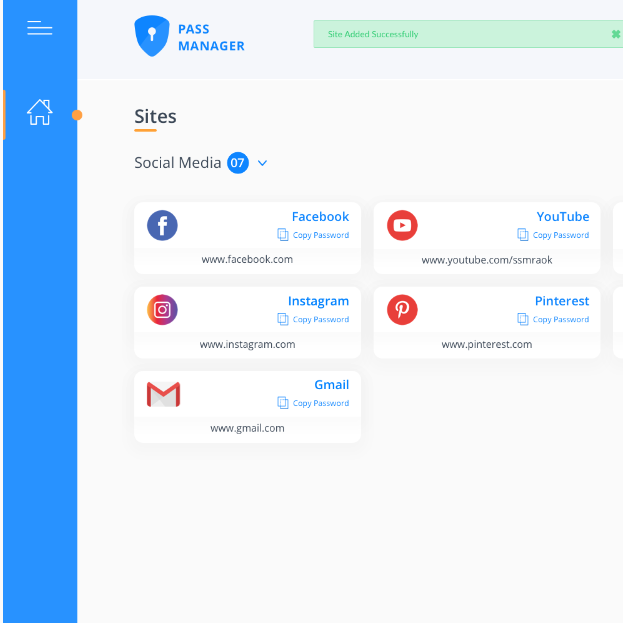 PASS
MANAGER
Site Added Successfully
Sites
Social Media 07
Facebook
Copy Password
www.facebook.com
YouTube
Copy Password
www.youtube.com/ssmraok
Instagram
Copy Password
www.instagram.com
Pinterest
Copy Password
www.pinterest.com
Gmail
Copy Password
www.gmail.com